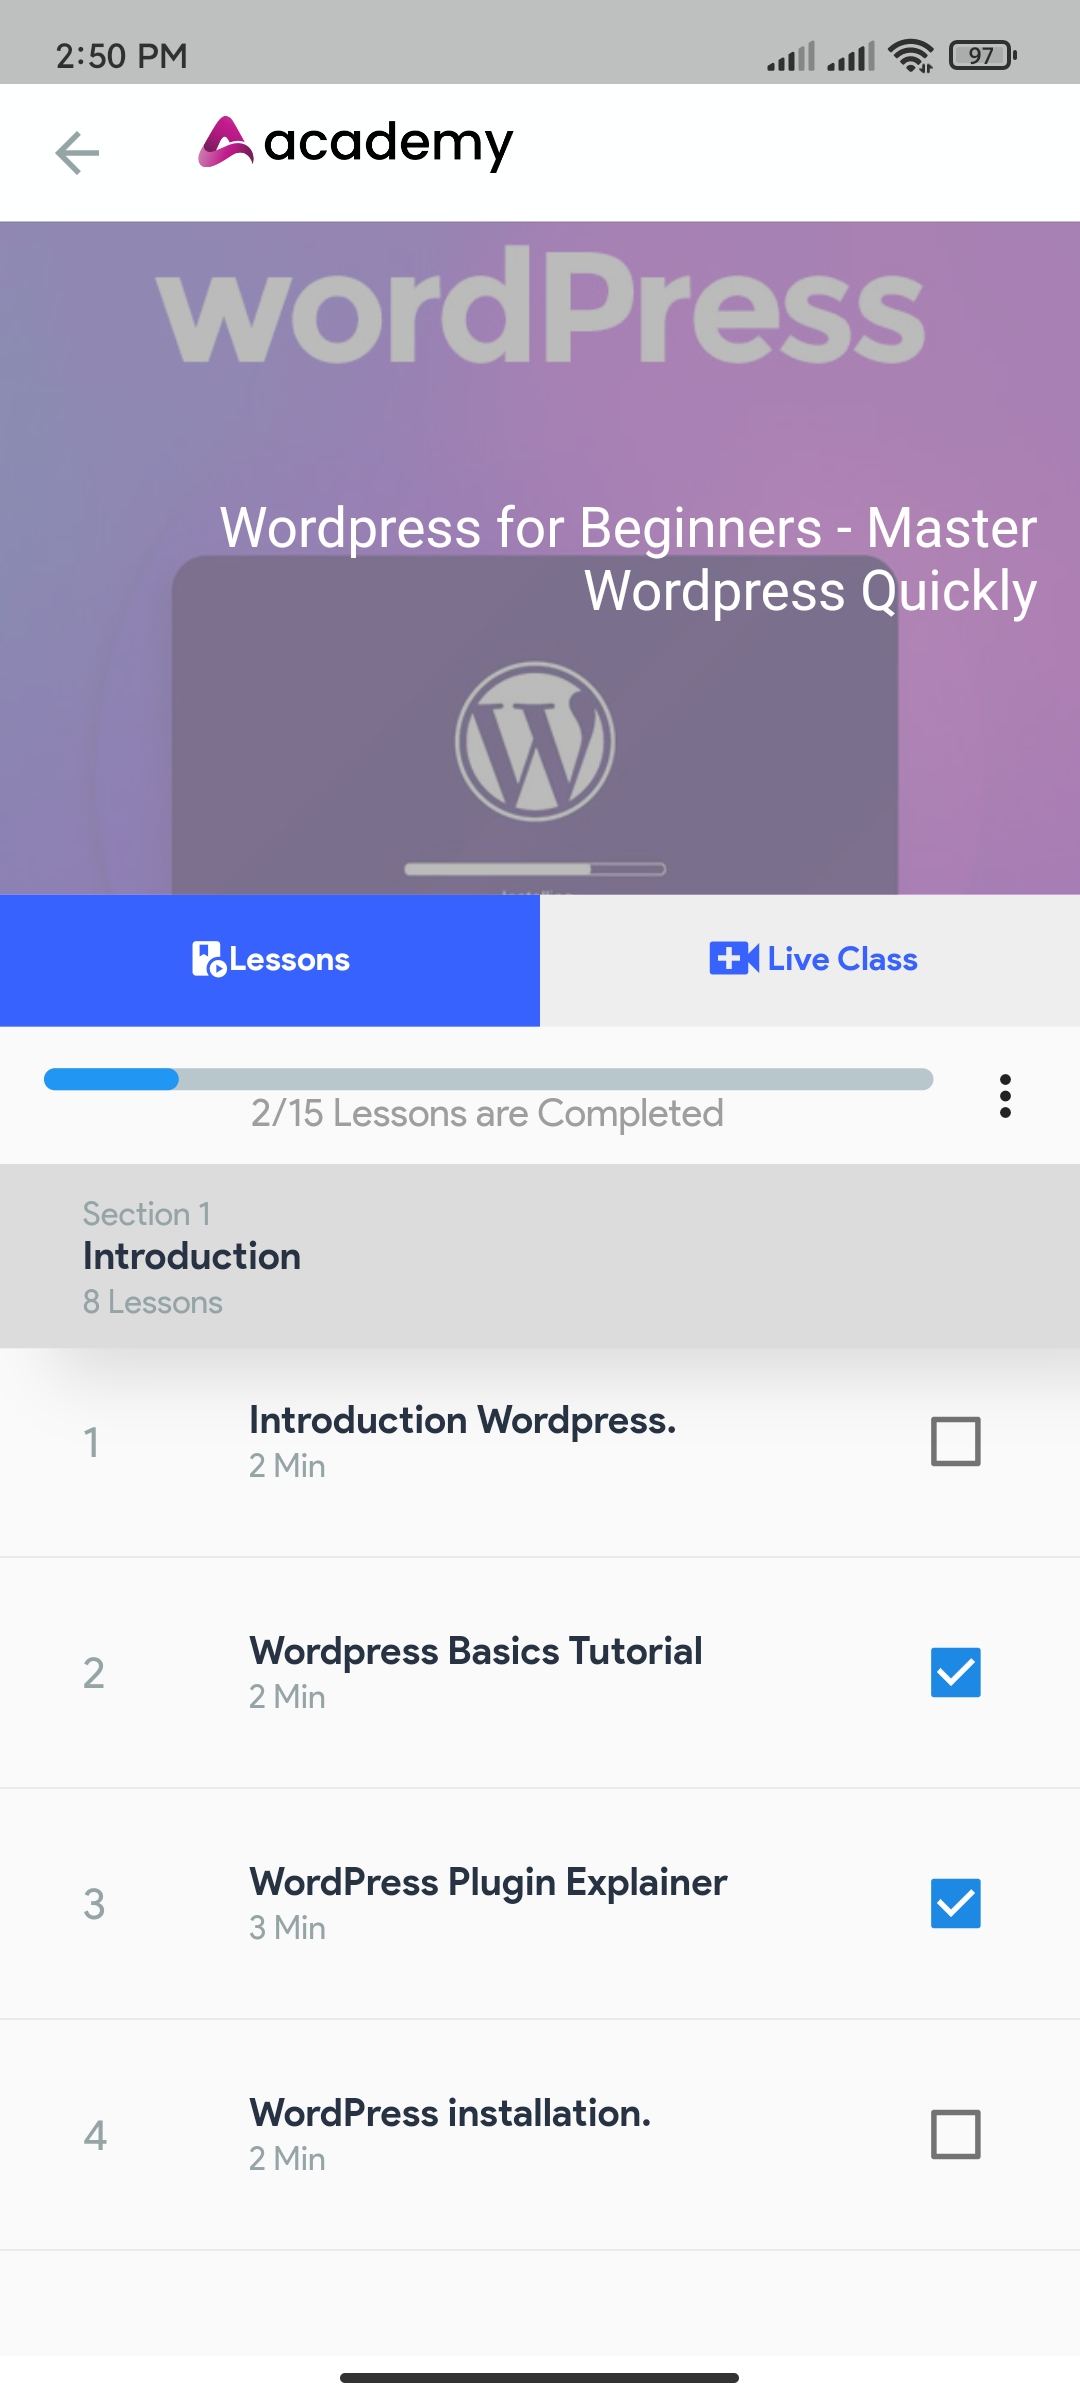 2:50 PM
97
academy
wordPress
Wordpress for Beginners - Master
Wordpress Quickly
Lessons
Live Class
2/15 Lessons are Completed
Section 1
Introduction
8 Lessons
1
Introduction Wordpress.
2 Min
2
Wordpress Basics Tutorial
2 Min
3
WordPress Plugin Explainer
3 Min
4
WordPress installation.
2 Min